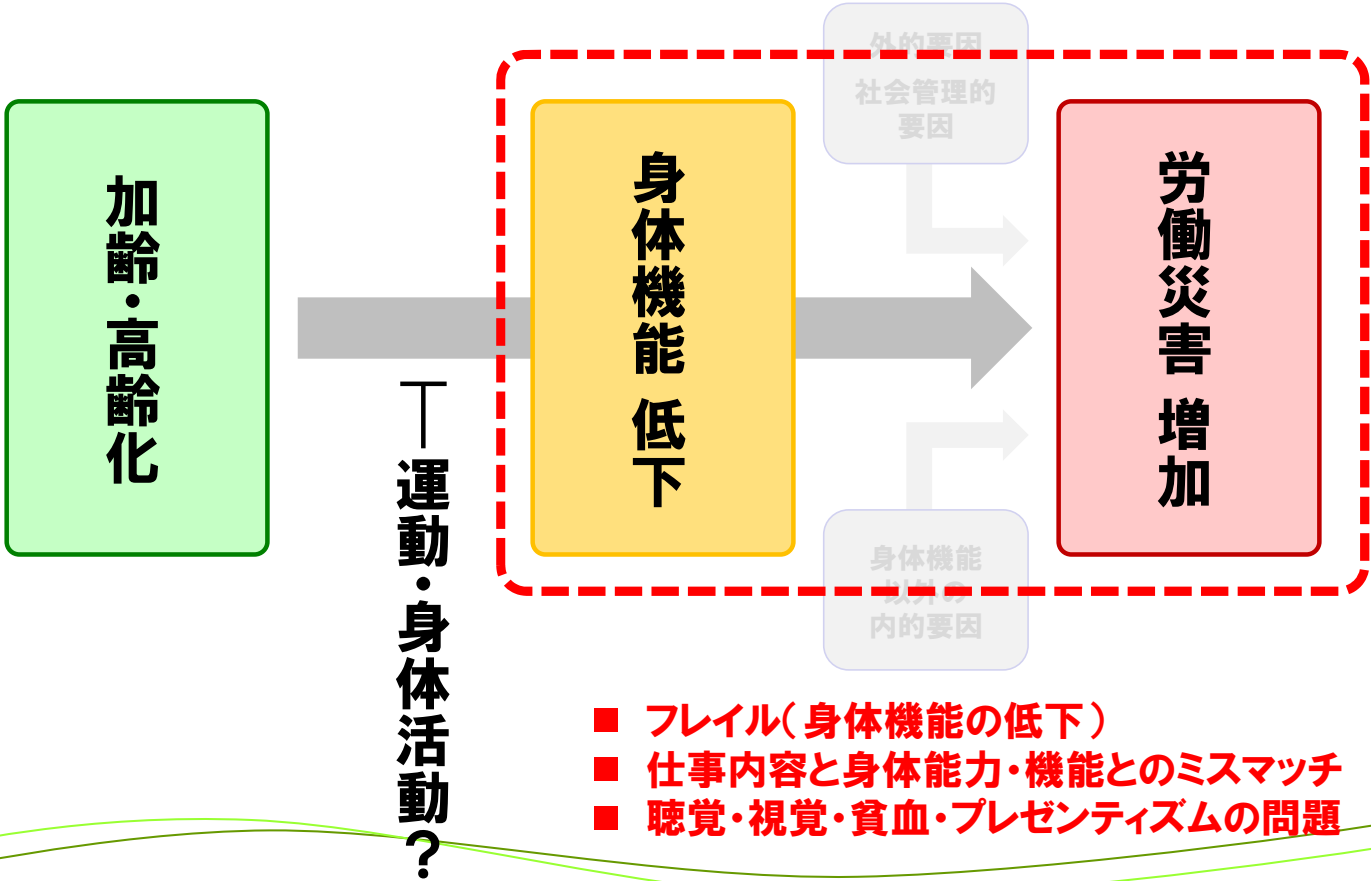 加齢・高齢化
運動・身体活動?
身体機能 低下
外的要因
社会管理的
要因
身体機能
以外の
内的要因
労働災害 増加
■ フレイル(身体機能の低下)
■ 仕事内容と身体能力・機能とのミスマッチ
■ 聴覚・視覚・貧血・プレゼンティズムの問題